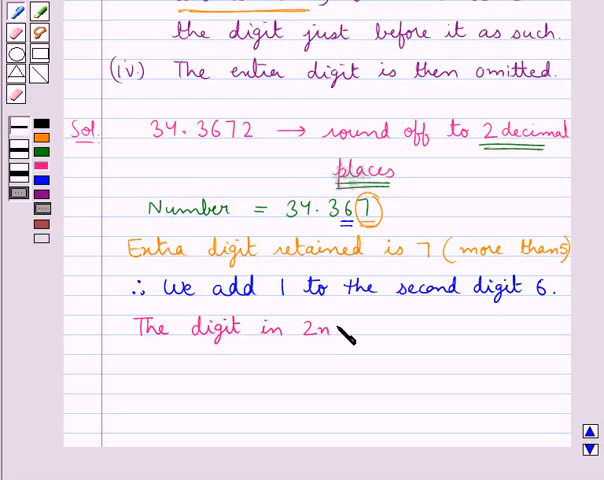 the digit just before it as such.
(iv.) The extra digit is then omitted.
Sol. 34.3672 → round off to 2 decimal
places
Number = 34.367
Extra digit retained is 7 (more than 5)
∴ We add 1 to the second digit 6.
The digit in 2n